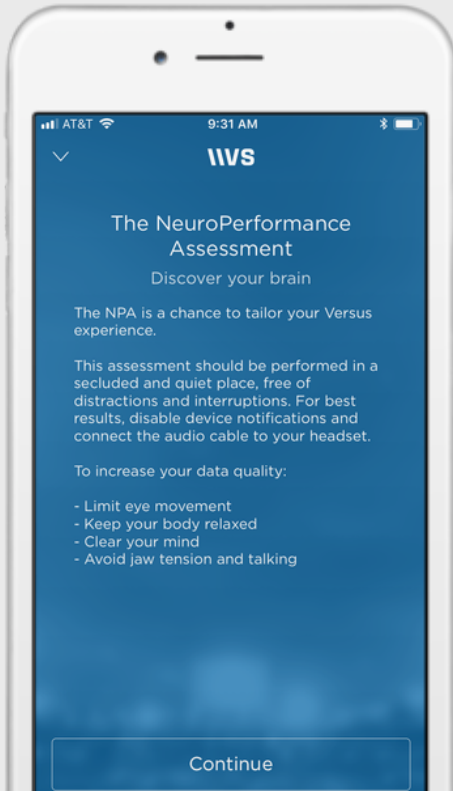 AT&T 9:31 AM
VS
The NeuroPerformance
Assessment
Discover your brain
The NPA is a chance to tailor your Versus
experience.
This assessment should be performed in a
secluded and quiet place, free of
distractions and interruptions. For best
results, disable device notifications and
connect the audio cable to your headset.
To increase your data quality:
- Limit eye movement
- Keep your body relaxed
- Clear your mind
- Avoid jaw tension and talking
Continue